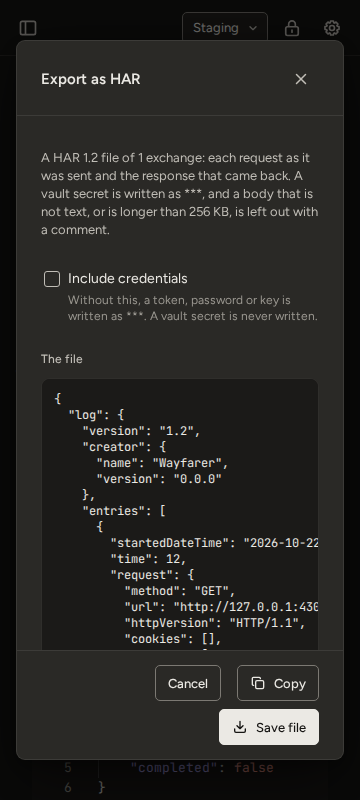 Staging
Export as HAR
A HAR 1.2 file of 1 exchange: each request as it
was sent and the response that came back. A
vault secret is written as ***, and a body that is
not text, or is longer than 256 KB, is left out with
a comment.
Include credentials
Without this, a token, password or key is
written as ***. A vault secret is never written.
The file
{
"log": {
"version": "1.2",
"creator": {
"name": "Wayfarer",
"version": "0.0.0"
},
"entries": [
{
"startedDateTime": "2026-10-22
"time": 12,
"request": {
"method": "GET",
"url": "http://127.0.0.1:430
"httpVersion": "HTTP/1.1",
"cookies": [],
Cancel
Copy
Save file
5 "completed": false
6 }